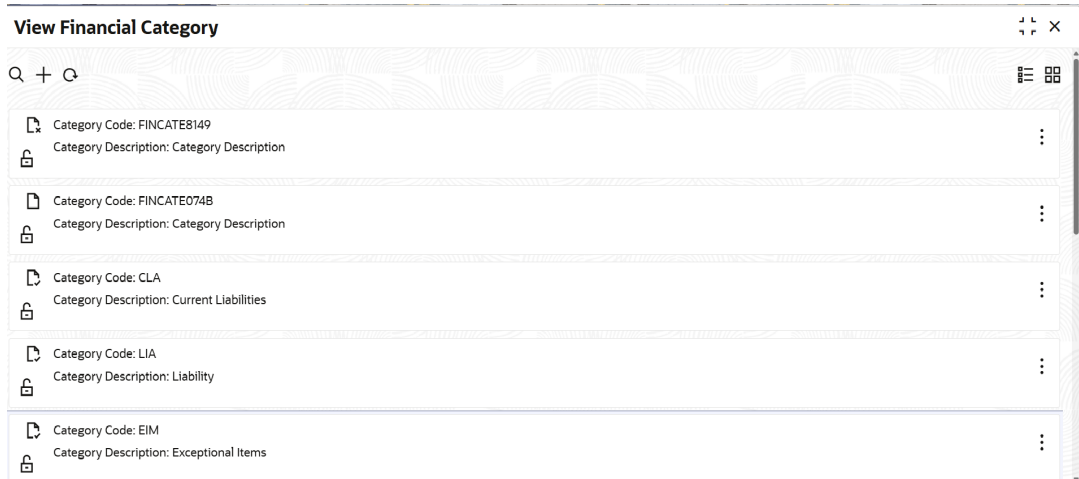 View Financial Category
Category Code: FINCATE8149
Category Description: Category Description
Category Code: FINCATE074B
Category Description: Category Description
Category Code: CLA
Category Description: Current Liabilities
Category Code: LIA
Category Description: Liability
Category Code: EIM
Category Description: Exceptional Items